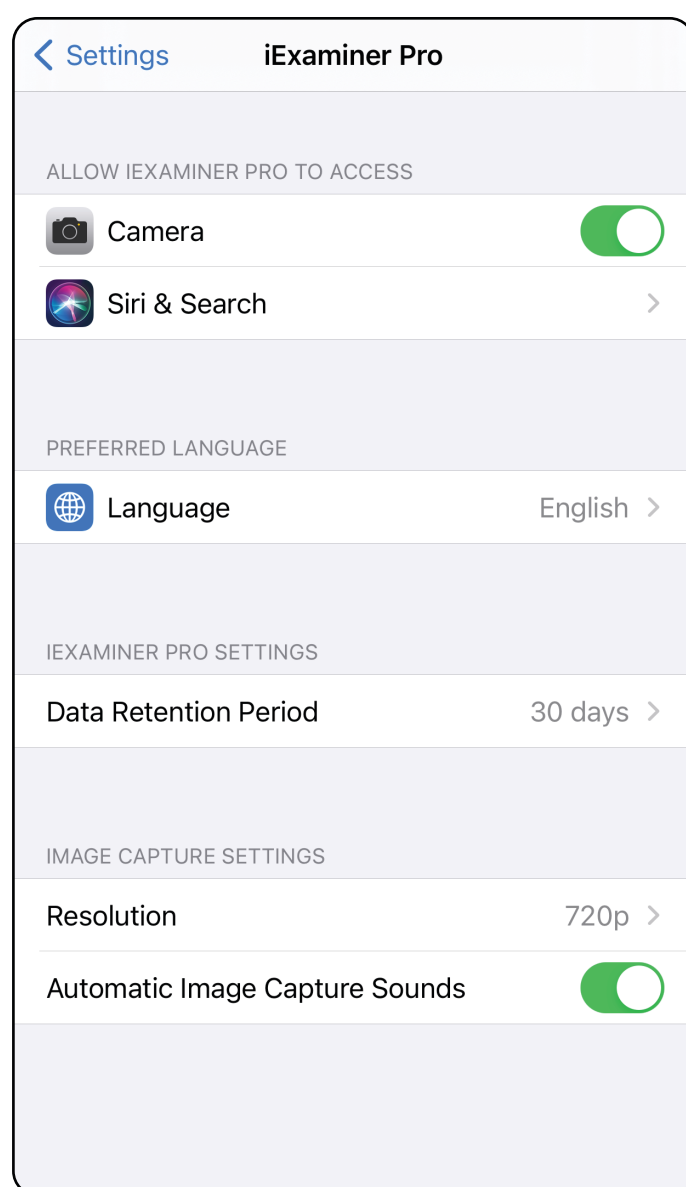 Settings iExaminer Pro
ALLOW IEXAMINER PRO TO ACCESS
Camera
Siri & Search
PREFERRED LANGUAGE
Language English
IEXAMINER PRO SETTINGS
Data Retention Period 30 days
IMAGE CAPTURE SETTINGS
Resolution 720p
Automatic Image Capture Sounds